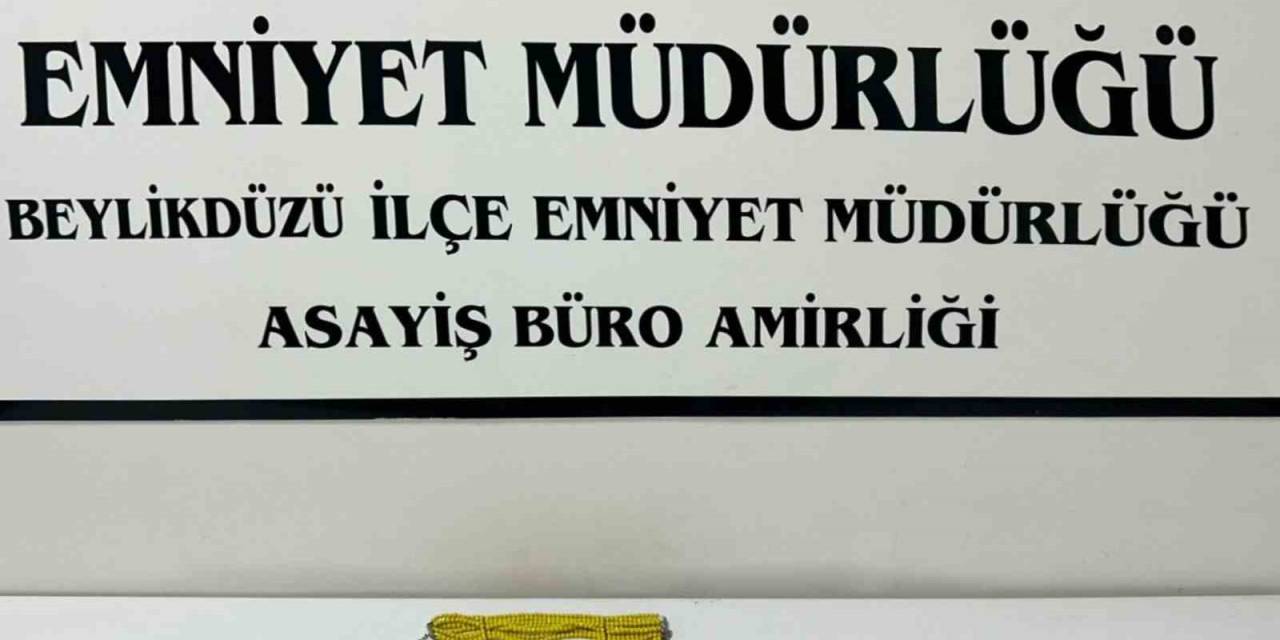 EMNİYET MÜDÜRLÜĞÜ
BEYLİKDÜZÜ İLÇE EMNİYET MÜDÜRLÜĞÜ
ASAYİŞ BÜRO AMİRLİĞİ